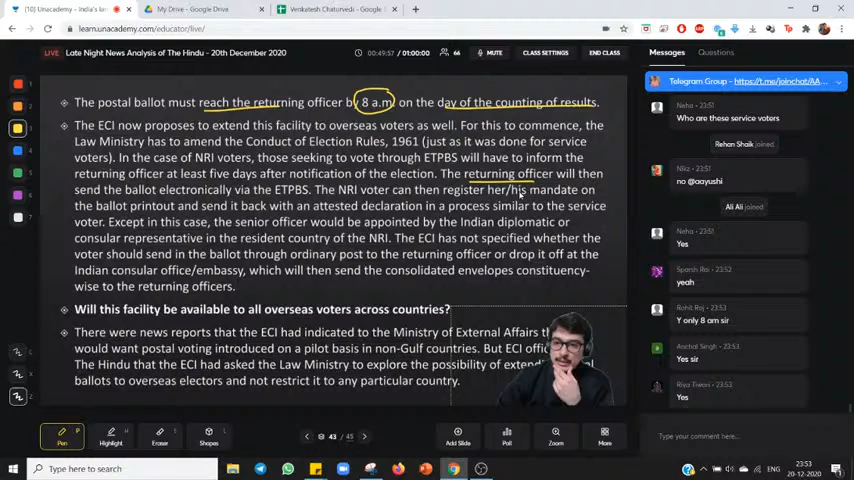 (10) Unacademy - India's la
My Drive - Google Drive
Venkatesh Chaturvedi - Google S
unacademy.com/educator/live/
LIVE
Late Night News Analysis of The Hindu - 20th December 2020
00:49:57 / 01:00:00
66
MUTE
CLASS SETTINGS
END CLASS
Messages
Questions
1
2
3
4
5
6
7
8
The postal ballot must reach the returning officer by 8 a.m. on the day of the counting of results.
The ECI now proposes to extend this facility to overseas voters as well. For this to commence, the
Law Ministry has to amend the Conduct of Election Rules, 1961 (just as it was done for service
voters). In the case of NRI voters, those seeking to vote through ETPBS will have to inform the
returning officer at least five days after notification of the election. The returning officer will then
send the ballot electronically via the ETPBS. The NRI voter can then register her/his mandate on
the ballot printout and send it back with an attested declaration in a process similar to the service
voter. Except in this case, the senior officer would be appointed by the Indian diplomatic or
consular representative in the resident country of the NRI. The ECI has not specified whether the
voter should send in the ballot through ordinary post to the returning officer or drop it off at the
Indian consular office/embassy, which will then send the consolidated envelopes constituency-
wise to the returning officers.
Will this facility be available to all overseas voters across countries?
There were news reports that the ECI had indicated to the Ministry of External Affairs th
would want postal voting introduced on a pilot basis in non-Gulf countries. But ECI offic
The Hindu that the ECI had asked the Law Ministry to explore the possibility of extend
ballots to overseas electors and not restrict it to any particular country.
Telegram Group - https://t.me/joinchat/AA...
Neha · 23:51
Who are these service voters
Rehan Shaik joined
Nikz · 23:51
no @aayushi
Ali Ali joined
Neha · 23:51
Yes
Sparsh Rai · 23:52
yeah
Rohit Raj · 23:53
Y only 8 am sir
Anchal Singh · 23:53
Yes sir
Riya Tiwari · 23:53
Yes
Type your comment here...
Pen
P
Highlight
H
Eraser
Shapes
43 / 45
Add Slide
Poll
Zoom
More
Type here to search
ENG
23:53
20-12-2020